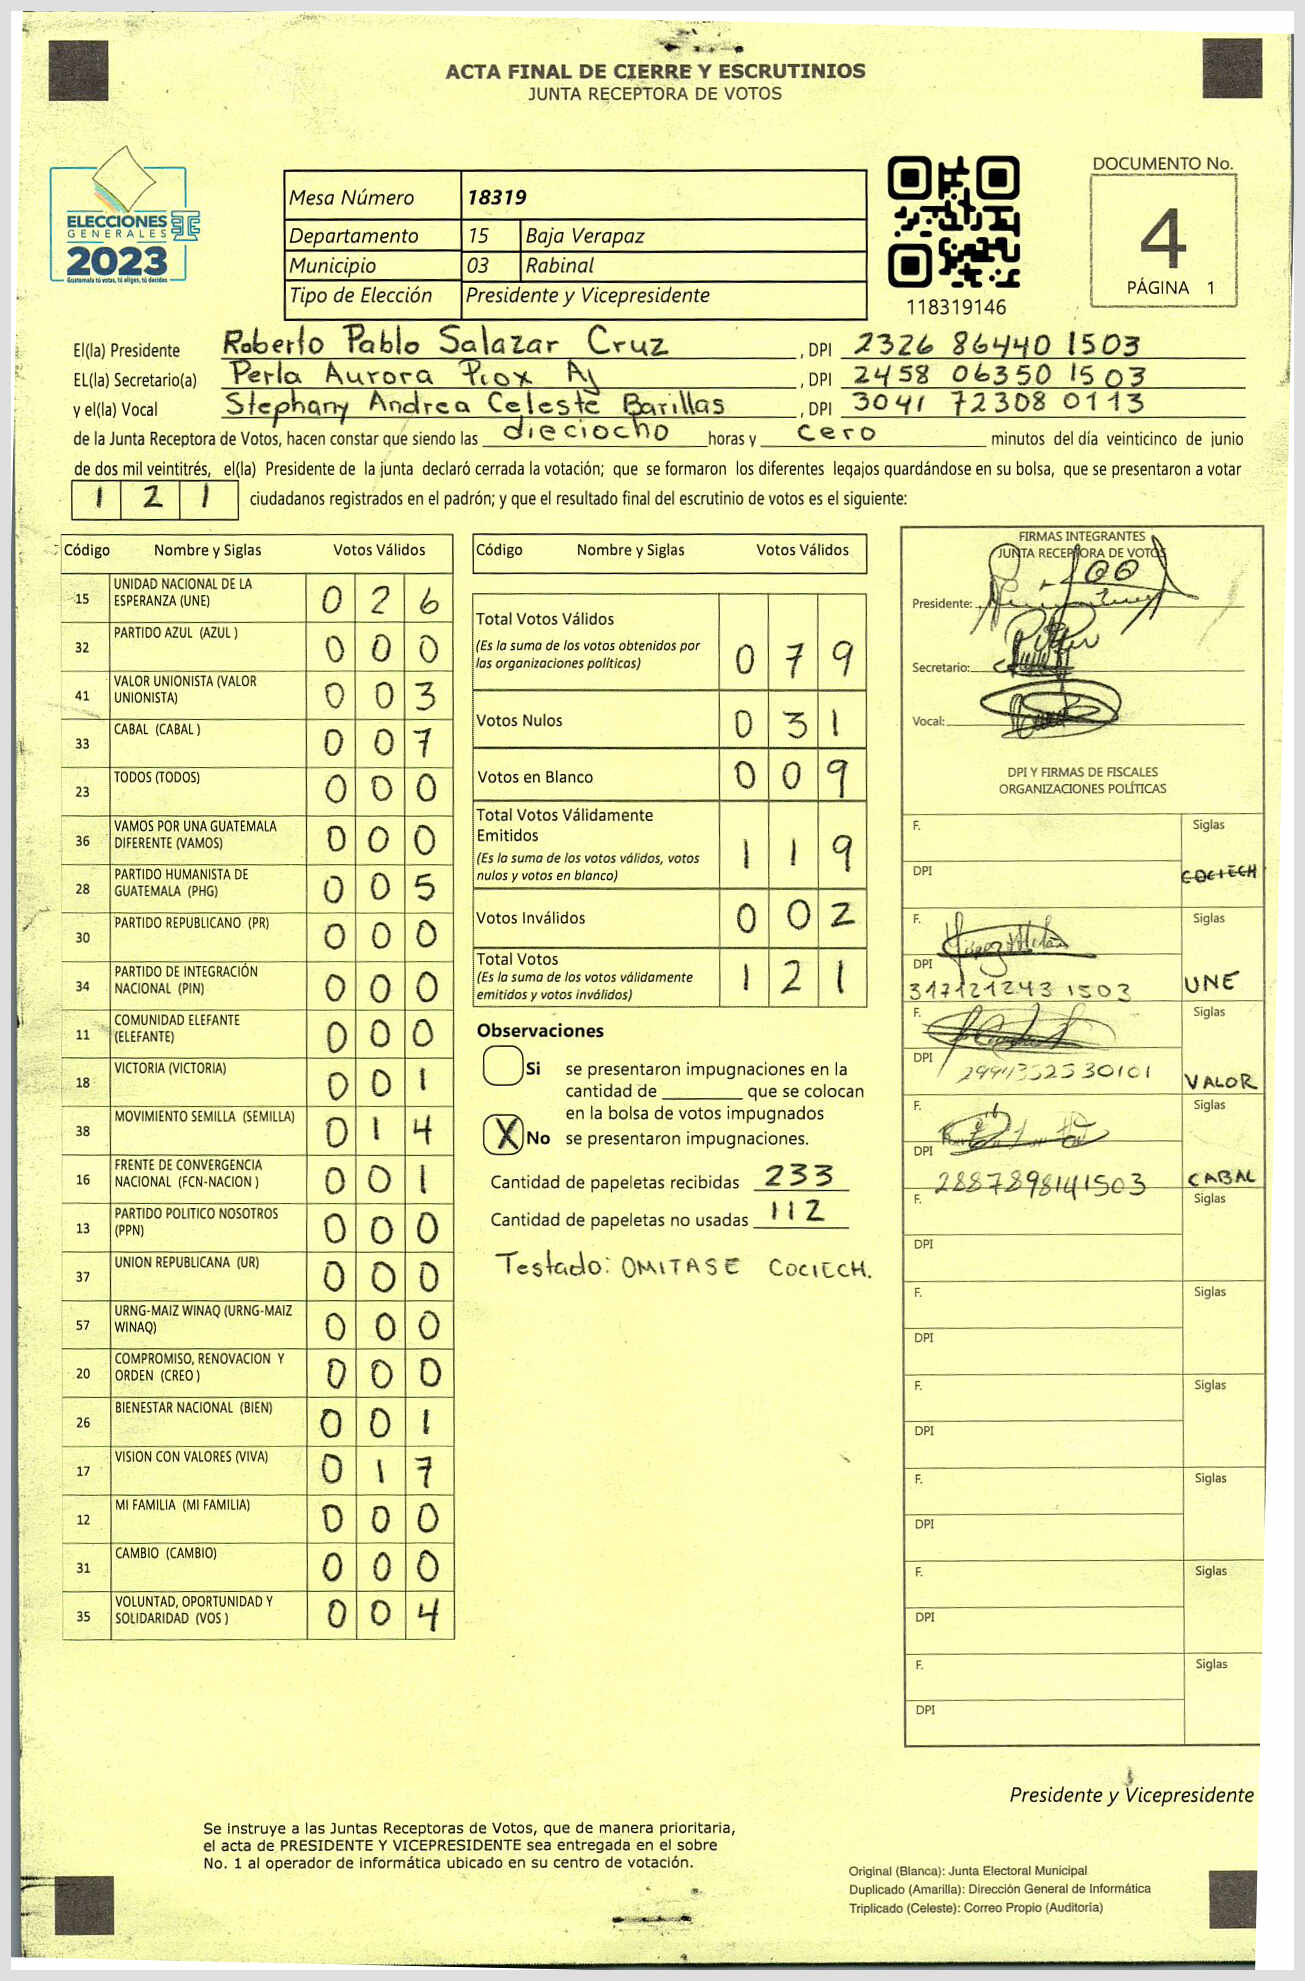 ACTA FINAL DE CIERRE Y ESCRUTINIOS
JUNTA RECEPTORA DE VOTOS
ELECCIONES
GENERALES
2023
Guatemala tú votas, tú eliges, tú decides
Mesa Número 18319
Departamento 15 Baja Verapaz
Municipio 03 Rabinal
Tipo de Elección Presidente y Vicepresidente
118319146
DOCUMENTO No.
4
PÁGINA 1
El(la) Presidente Roberto Pablo Salazar Cruz, DPI 2326 86440 1503
EL(la) Secretario(a) Perla Aurora Piox Aj, DPI 2458 06350 1503
y el(la) Vocal Stephany Andrea Celeste Barillas, DPI 3041 72308 0113
de la Junta Receptora de Votos, hacen constar que siendo las dieciocho horas y cero minutos del día veinticinco de junio
de dos mil veintitrés, el(la) Presidente de la junta declaró cerrada la votación; que se formaron los diferentes legajos quardándose en su bolsa, que se presentaron a votar
1 2 1 ciudadanos registrados en el padrón; y que el resultado final del escrutinio de votos es el siguiente:
Código Nombre y Siglas Votos Válidos
15 UNIDAD NACIONAL DE LA ESPERANZA (UNE) 0 2 6
32 PARTIDO AZUL (AZUL ) 0 0 0
41 VALOR UNIONISTA (VALOR UNIONISTA) 0 0 3
33 CABAL (CABAL ) 0 0 7
23 TODOS (TODOS) 0 0 0
36 VAMOS POR UNA GUATEMALA DIFERENTE (VAMOS) 0 0 0
28 PARTIDO HUMANISTA DE GUATEMALA (PHG) 0 0 5
30 PARTIDO REPUBLICANO (PR) 0 0 0
34 PARTIDO DE INTEGRACIÓN NACIONAL (PIN) 0 0 0
11 COMUNIDAD ELEFANTE (ELEFANTE) 0 0 0
18 VICTORIA (VICTORIA) 0 0 1
38 MOVIMIENTO SEMILLA (SEMILLA) 0 1 4
16 FRENTE DE CONVERGENCIA NACIONAL (FCN-NACION ) 0 0 1
13 PARTIDO POLITICO NOSOTROS (PPN) 0 0 0
37 UNION REPUBLICANA (UR) 0 0 0
57 URNG-MAIZ WINAQ (URNG-MAIZ WINAQ) 0 0 0
20 COMPROMISO, RENOVACION Y ORDEN (CREO ) 0 0 0
26 BIENESTAR NACIONAL (BIEN) 0 0 1
17 VISION CON VALORES (VIVA) 0 1 7
12 MI FAMILIA (MI FAMILIA) 0 0 0
31 CAMBIO (CAMBIO) 0 0 0
35 VOLUNTAD, OPORTUNIDAD Y SOLIDARIDAD (VOS ) 0 0 4
Código Nombre y Siglas Votos Válidos
Total Votos Válidos
(Es la suma de los votos obtenidos por
las organizaciones políticas) 0 7 9
Votos Nulos 0 3 1
Votos en Blanco 0 0 9
Total Votos Válidamente
Emitidos
(Es la suma de los votos válidos, votos
nulos y votos en blanco) 1 1 9
Votos Inválidos 0 0 2
Total Votos
(Es la suma de los votos válidamente
emitidos y votos inválidos) 1 2 1
Observaciones
Si se presentaron impugnaciones en la
cantidad de ________ que se colocan
en la bolsa de votos impugnados
X No se presentaron impugnaciones.
Cantidad de papeletas recibidas 233
Cantidad de papeletas no usadas 112
Testado: OMITASE COCIECH.
FIRMAS INTEGRANTES
JUNTA RECEPTORA DE VOTOS
Presidente:
Secretario:
Vocal:
DPI Y FIRMAS DE FISCALES
ORGANIZACIONES POLÍTICAS
F. Siglas
DPI COCIECH
F. Siglas
DPI
317121243 1503 UNE
F. Siglas
DPI
2994352530101 VALOR
F. Siglas
DPI
2887898141503 CABAL
F. Siglas
DPI
F. Siglas
DPI
F. Siglas
DPI
F. Siglas
DPI
F. Siglas
DPI
F. Siglas
DPI
Presidente y Vicepresidente
Se instruye a las Juntas Receptoras de Votos, que de manera prioritaria,
el acta de PRESIDENTE Y VICEPRESIDENTE sea entregada en el sobre
No. 1 al operador de informática ubicado en su centro de votación.
Original (Blanca): Junta Electoral Municipal
Duplicado (Amarilla): Dirección General de Informática
Triplicado (Celeste): Correo Propio (Auditoría)